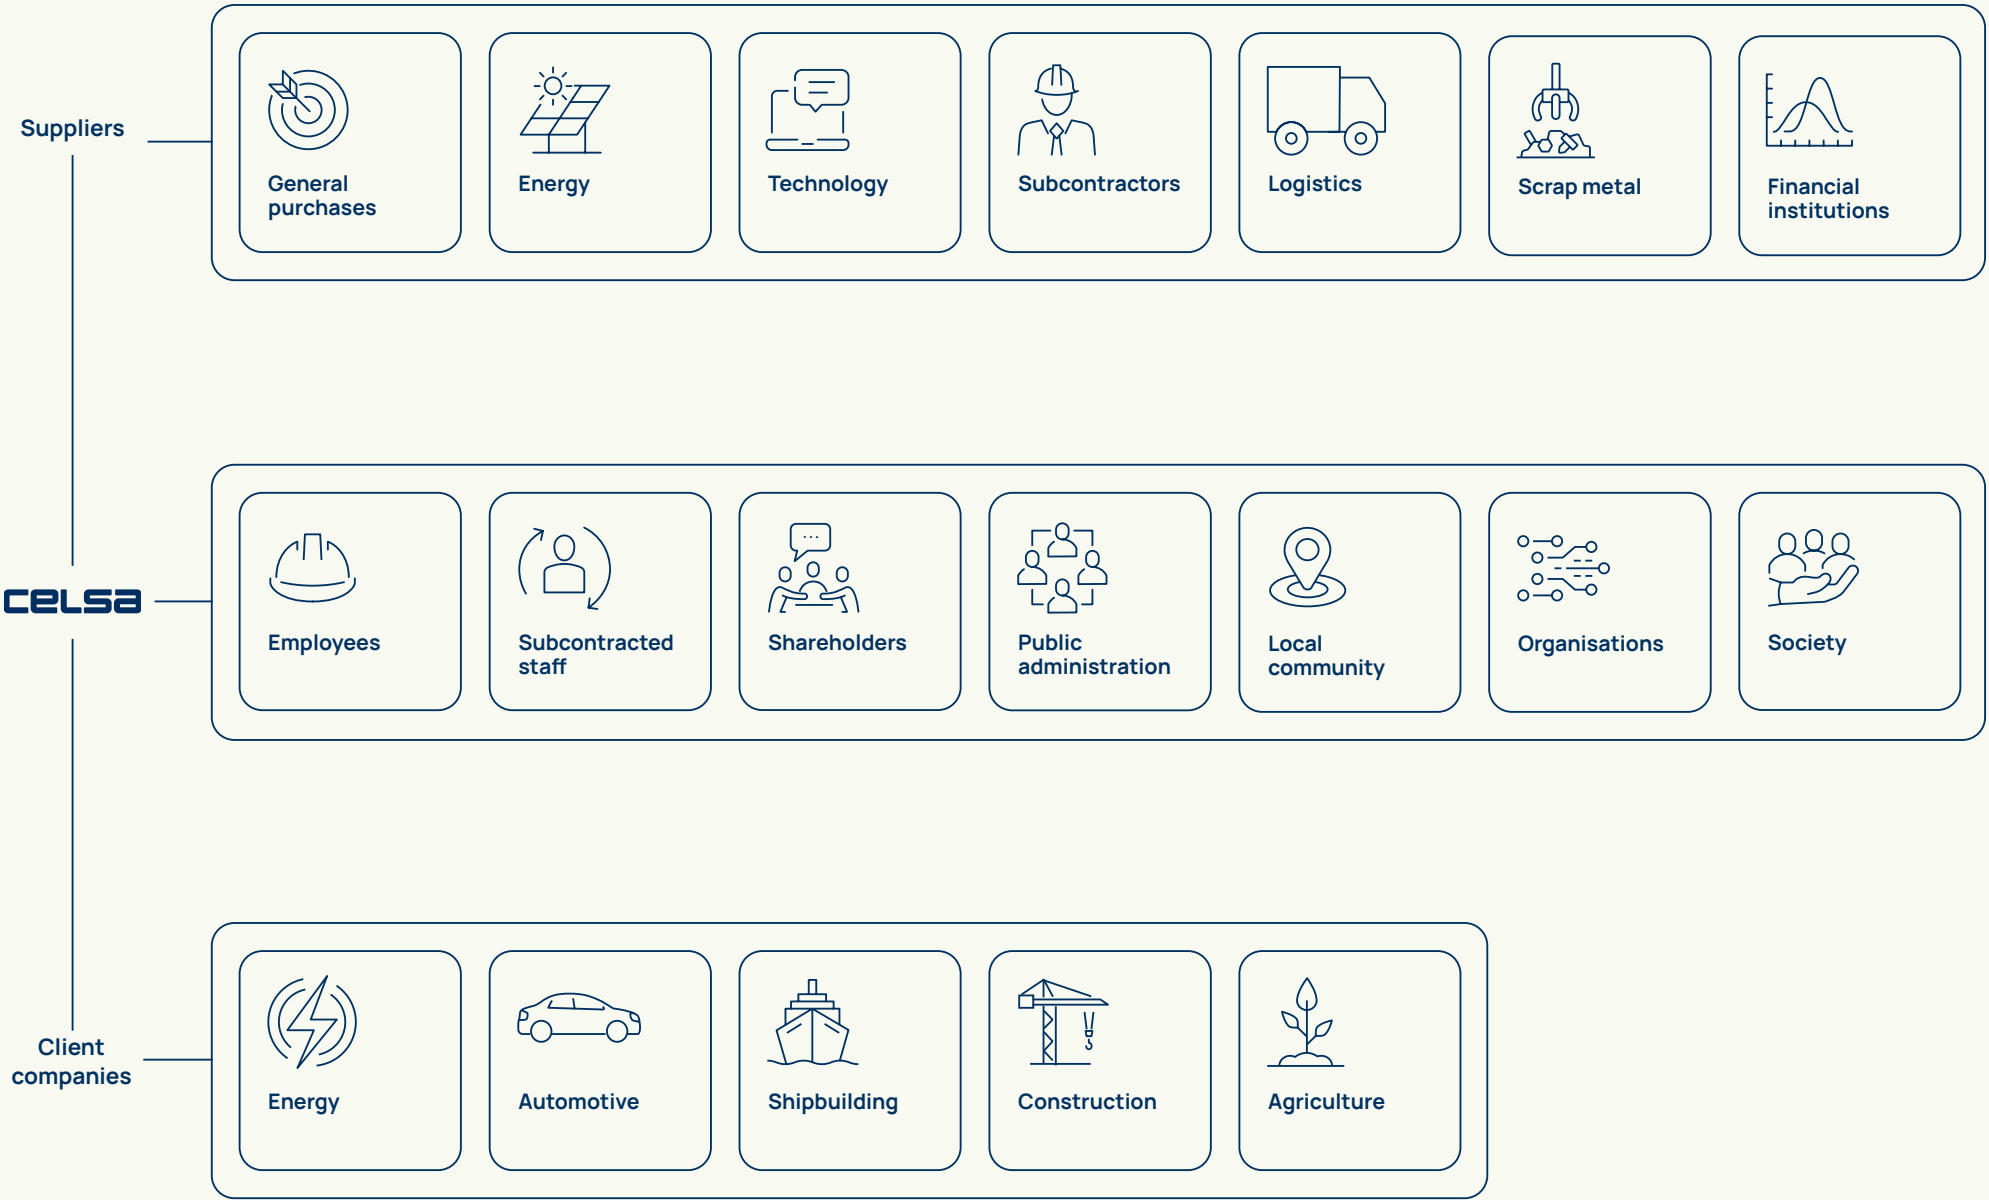 Suppliers
General
purchases
Energy
Technology
Subcontractors
Logistics
Scrap metal
Financial
institutions
CELSA
Employees
Subcontracted
staff
Shareholders
Public
administration
Local
community
Organisations
Society
Client
companies
Energy
Automotive
Shipbuilding
Construction
Agriculture